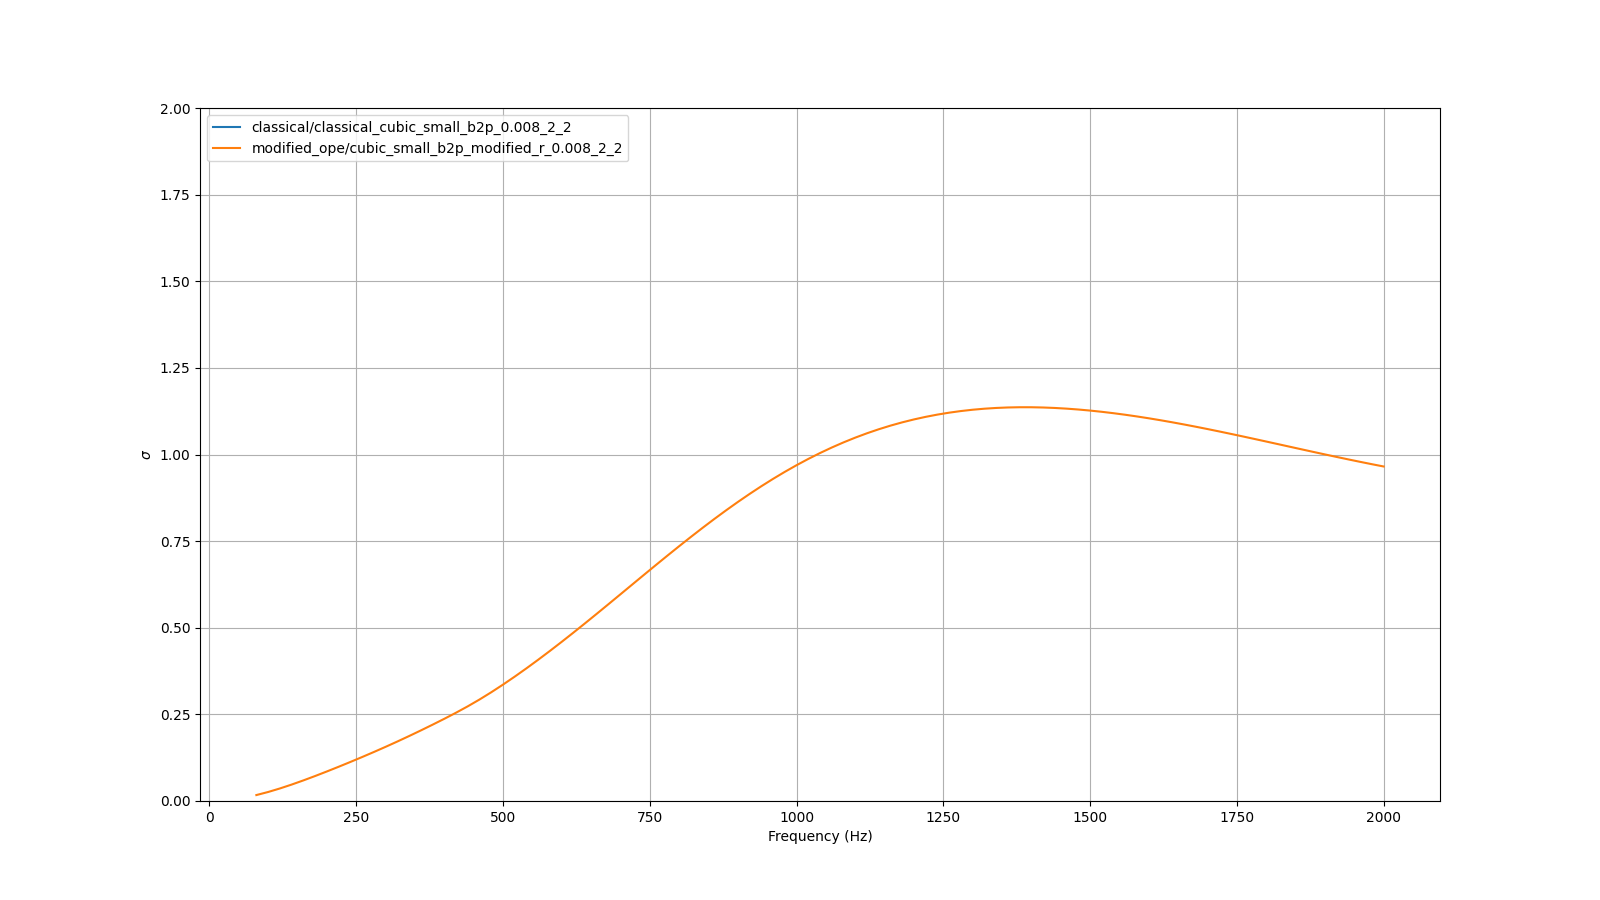 classical/classical_cubic_small_b2p_0.008_2_2
modified_ope/cubic_small_b2p_modified_r_0.008_2_2
2.00
1.75
1.50
1.25
1.00
0.75
0.50
0.25
0.00
σ
0 250 500 750 1000 1250 1500 1750 2000
Frequency (Hz)